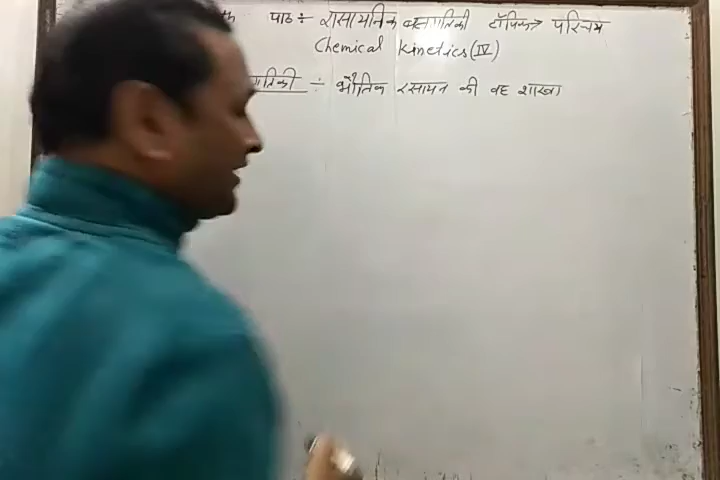 पाठ ÷ रासायनिक बलगतिकी टॉपिक→ परिचय
Chemical Kinetics (IV)
गतिकी ÷ भौतिक रसायन की वह शाखा